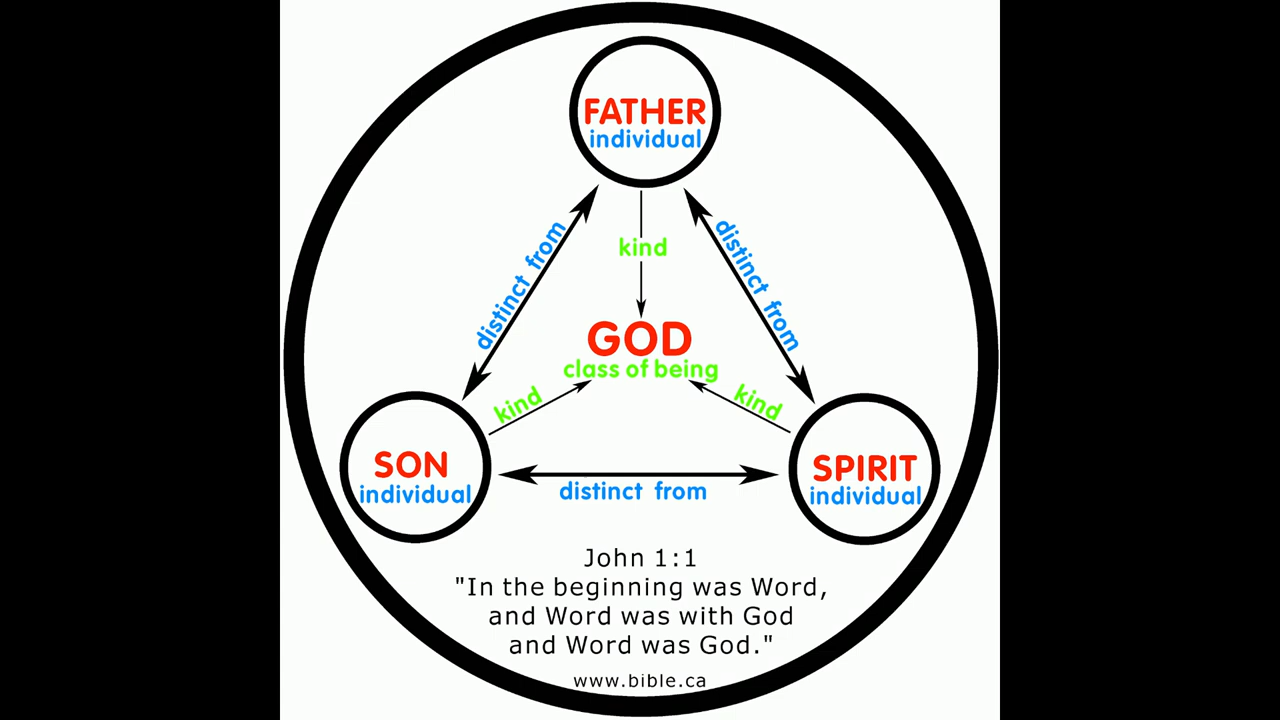 FATHER
individual
distinct from
kind
distinct from
GOD
class of being
kind
kind
SON
individual
distinct from
SPIRIT
individual
John 1:1
"In the beginning was Word,
and Word was with God
and Word was God."
www.bible.ca